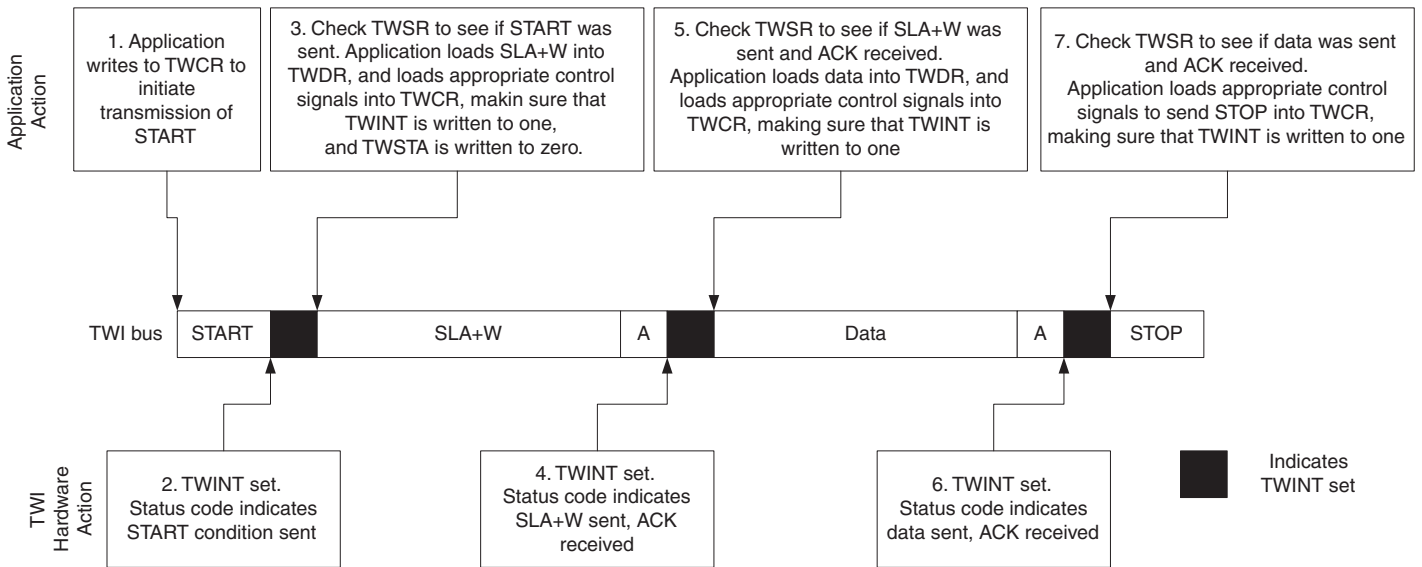 Application
Action
1. Application
writes to TWCR to
initiate
transmission of
START
3. Check TWSR to see if START was
sent. Application loads SLA+W into
TWDR, and loads appropriate control
signals into TWCR, makin sure that
TWINT is written to one,
and TWSTA is written to zero.
5. Check TWSR to see if SLA+W was
sent and ACK received.
Application loads data into TWDR, and
loads appropriate control signals into
TWCR, making sure that TWINT is
written to one
7. Check TWSR to see if data was sent
and ACK received.
Application loads appropriate control
signals to send STOP into TWCR,
making sure that TWINT is written to one
TWI bus
START
SLA+W
A
Data
A
STOP
TWI
Hardware
Action
2. TWINT set.
Status code indicates
START condition sent
4. TWINT set.
Status code indicates
SLA+W sent, ACK
received
6. TWINT set.
Status code indicates
data sent, ACK received
Indicates
TWINT set